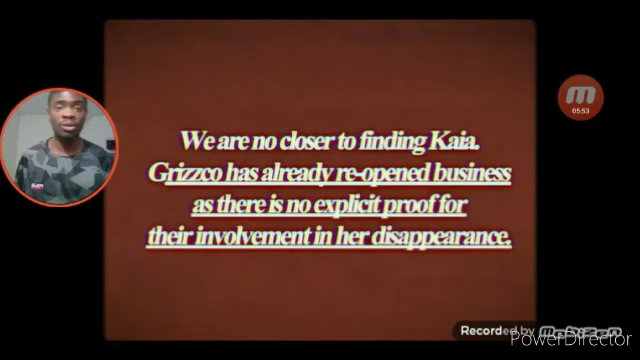 We are no closer to finding Kaia.
Grizzco has already re-opened business
as there is no explicit proof for
their involvement in her disappearance.
05:53
Recorded by
PowerDirector